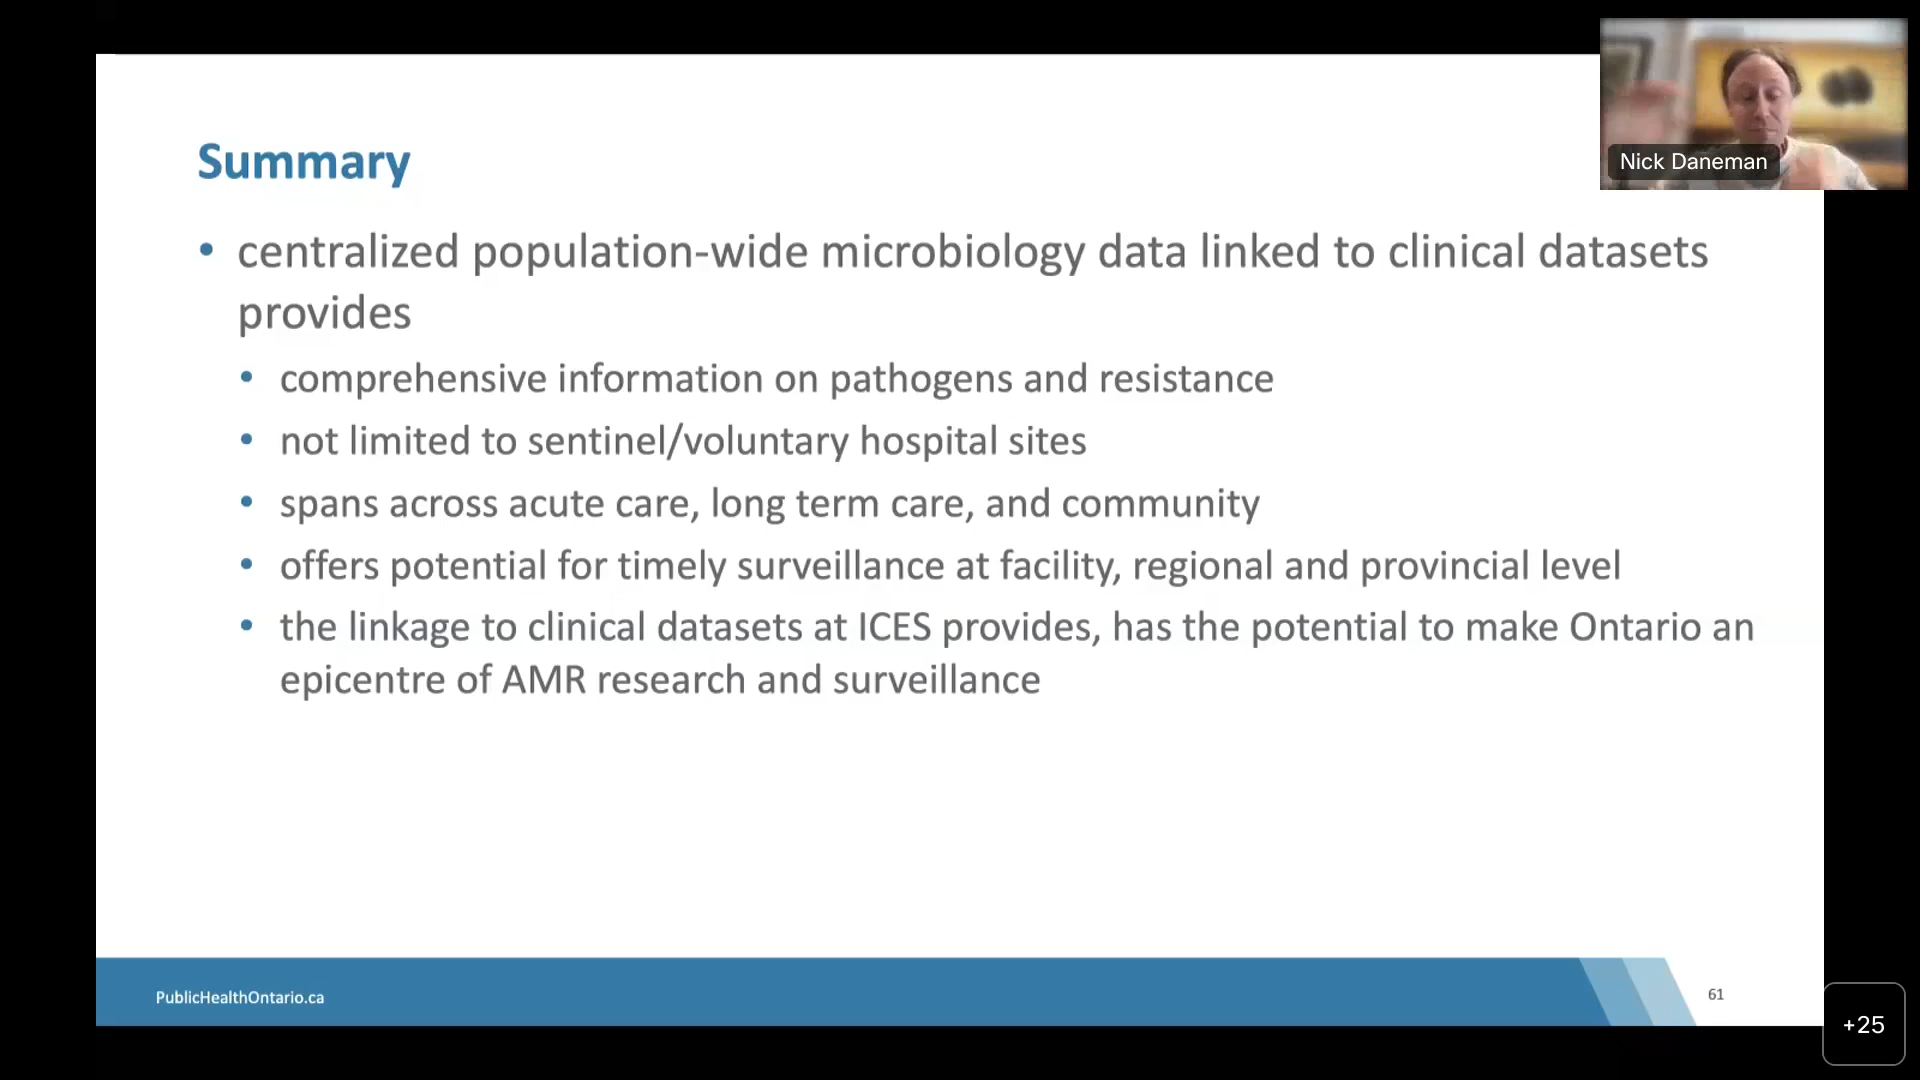 Nick Daneman
Summary
• centralized population-wide microbiology data linked to clinical datasets
provides
• comprehensive information on pathogens and resistance
• not limited to sentinel/voluntary hospital sites
• spans across acute care, long term care, and community
• offers potential for timely surveillance at facility, regional and provincial level
• the linkage to clinical datasets at ICES provides, has the potential to make Ontario an
epicentre of AMR research and surveillance
PublicHealthOntario.ca
61
+25